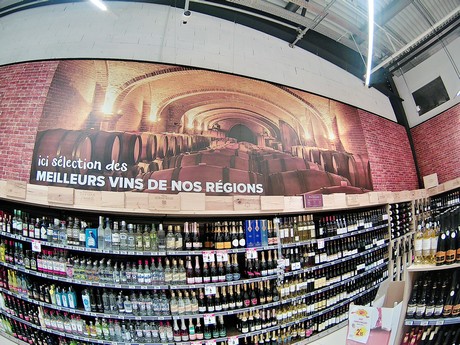 ici sélection des
MEILLEURS VINS DE NOS RÉGIONS